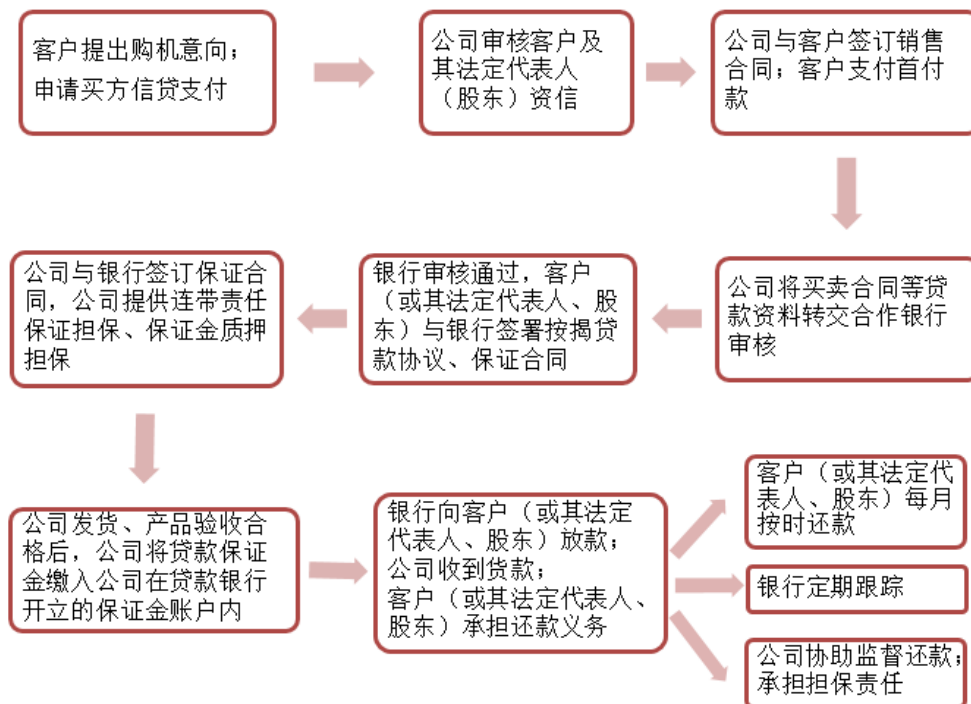 客户提出购机意向；
申请买方信贷支付
公司审核客户及
其法定代表人
（股东）资信
公司与客户签订销售
合同；客户支付首付
款
公司将买卖合同等贷
款资料转交合作银行
审核
银行审核通过，客户
（或其法定代表人、股
东）与银行签署按揭贷
款协议、保证合同
公司与银行签订保证合
同，公司提供连带责任
保证担保、保证金质押
担保
公司发货、产品验收合
格后，公司将贷款保证
金缴入公司在贷款银行
开立的保证金账户内
银行向客户（或其法定
代表人、股东）放款；
公司收到货款；
客户（或其法定代表人、
股东）承担还款义务
客户（或其法定代
表人、股东）每月
按时还款
银行定期跟踪
公司协助监督还款；
承担担保责任